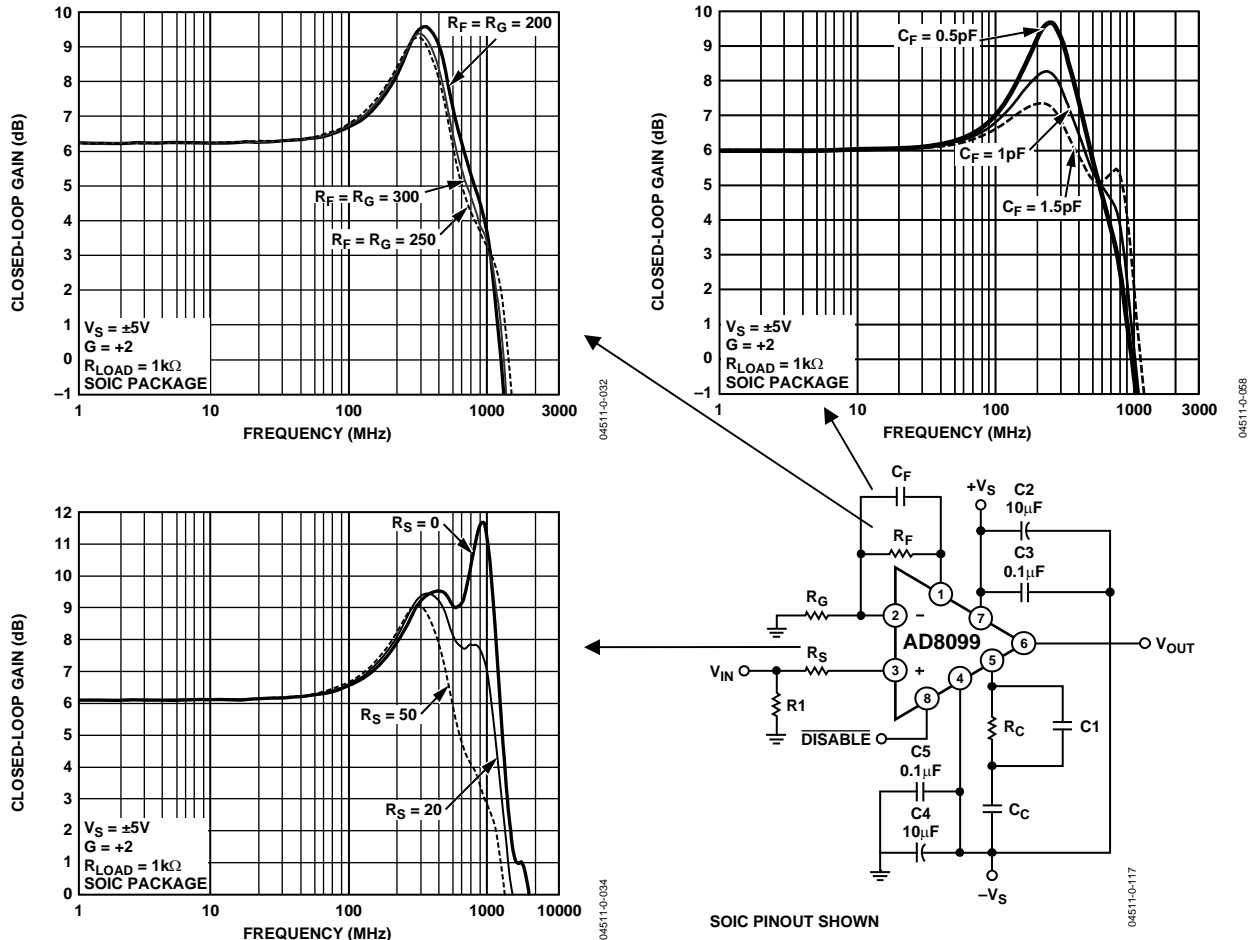 10
9
8
7
6
5
4
3
2
1
0
–1
CLOSED-LOOP GAIN (dB)
RF = RG = 200
RF = RG = 300
RF = RG = 250
VS = ±5V
G = +2
RLOAD = 1kΩ
SOIC PACKAGE
1 10 100 1000 3000
FREQUENCY (MHz)
04511-0-032
10
9
8
7
6
5
4
3
2
1
0
–1
CLOSED-LOOP GAIN (dB)
CF = 0.5pF
CF = 1pF
CF = 1.5pF
VS = ±5V
G = +2
RLOAD = 1kΩ
SOIC PACKAGE
1 10 100 1000 3000
FREQUENCY (MHz)
04511-0-058
12
11
10
9
8
7
6
5
4
3
2
1
0
CLOSED-LOOP GAIN (dB)
RS = 0
RS = 50
RS = 20
VS = ±5V
G = +2
RLOAD = 1kΩ
SOIC PACKAGE
1 10 100 1000 10000
FREQUENCY (MHz)
04511-0-034
CF
RF
+VS
C2
10μF
C3
0.1μF
RG
2 –
1
7
AD8099
6
VOUT
VIN
RS
3 +
4
5
8
R1
RC
C1
DISABLE
C5
0.1μF
C4
10μF
CC
–VS
SOIC PINOUT SHOWN
04511-0-117